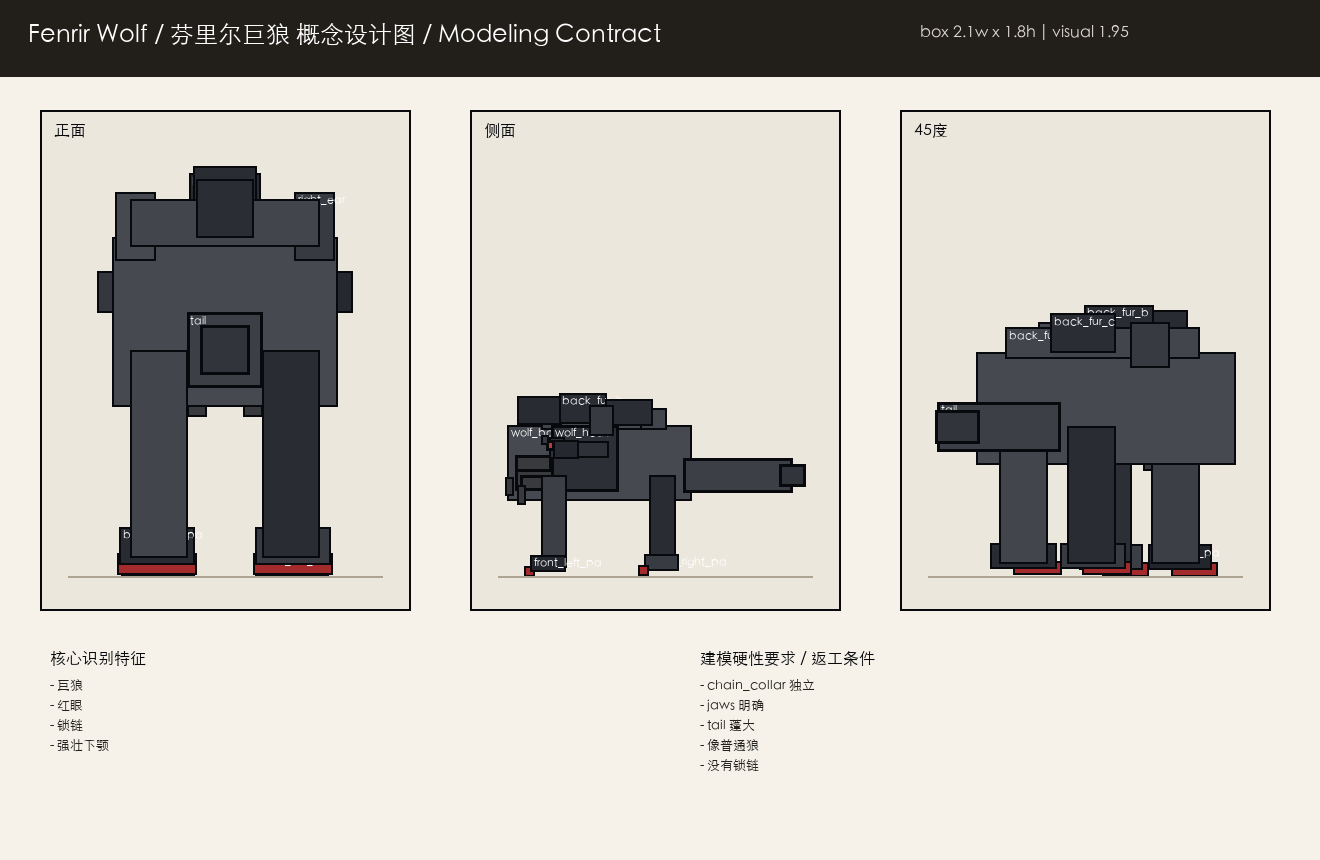 Fenrir Wolf / 芬里尔巨狼 概念设计图 / Modeling Contract
box 2.1w x 1.8h | visual 1.95
正面
right_ear
tail
侧面
back_fu
front_left_pa
right_pa
45度
back_fur_b
back_fur_c
back_fu
tail
核心识别特征
- 巨狼
- 红眼
- 锁链
- 强壮下颚
建模硬性要求 / 返工条件
- chain_collar 独立
- jaws 明确
- tail 蓬大
- 像普通狼
- 没有锁链